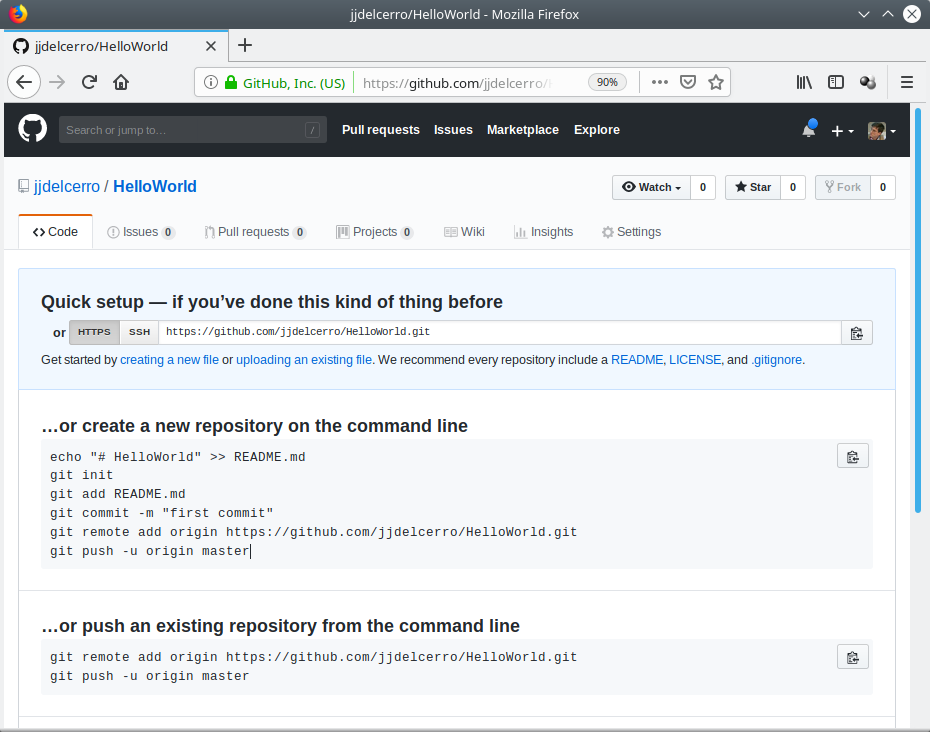 jjdelcerro/HelloWorld - Mozilla Firefox
jjdelcerro/HelloWorld
GitHub, Inc. (US) https://github.com/jjdelcerro/ 90%
Search or jump to… / Pull requests Issues Marketplace Explore
jjdelcerro / HelloWorld Watch 0 Star 0 Fork 0
Code Issues 0 Pull requests 0 Projects 0 Wiki Insights Settings
Quick setup — if you’ve done this kind of thing before
or HTTPS SSH https://github.com/jjdelcerro/HelloWorld.git
Get started by creating a new file or uploading an existing file. We recommend every repository include a README, LICENSE, and .gitignore.
…or create a new repository on the command line
echo "# HelloWorld" >> README.md
git init
git add README.md
git commit -m "first commit"
git remote add origin https://github.com/jjdelcerro/HelloWorld.git
git push -u origin master
…or push an existing repository from the command line
git remote add origin https://github.com/jjdelcerro/HelloWorld.git
git push -u origin master